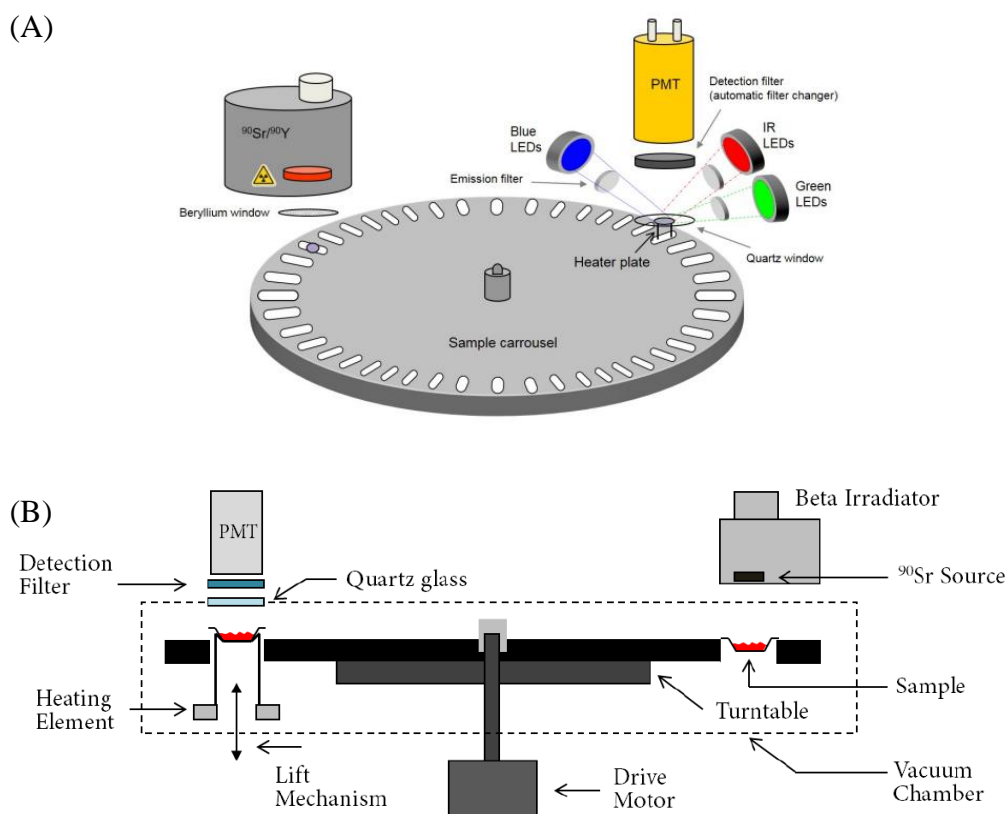 (A)
PMT
Detection filter
(automatic filter changer)
⁹⁰Sr/⁹⁰Y
Blue
LEDs
IR
LEDs
Emission filter
Green
LEDs
Beryllium window
Heater plate
Quartz window
Sample carrousel
(B)
Beta Irradiator
PMT
Detection
Filter
Quartz glass
⁹⁰Sr Source
Heating
Element
Sample
Turntable
Lift
Mechanism
Drive
Motor
Vacuum
Chamber